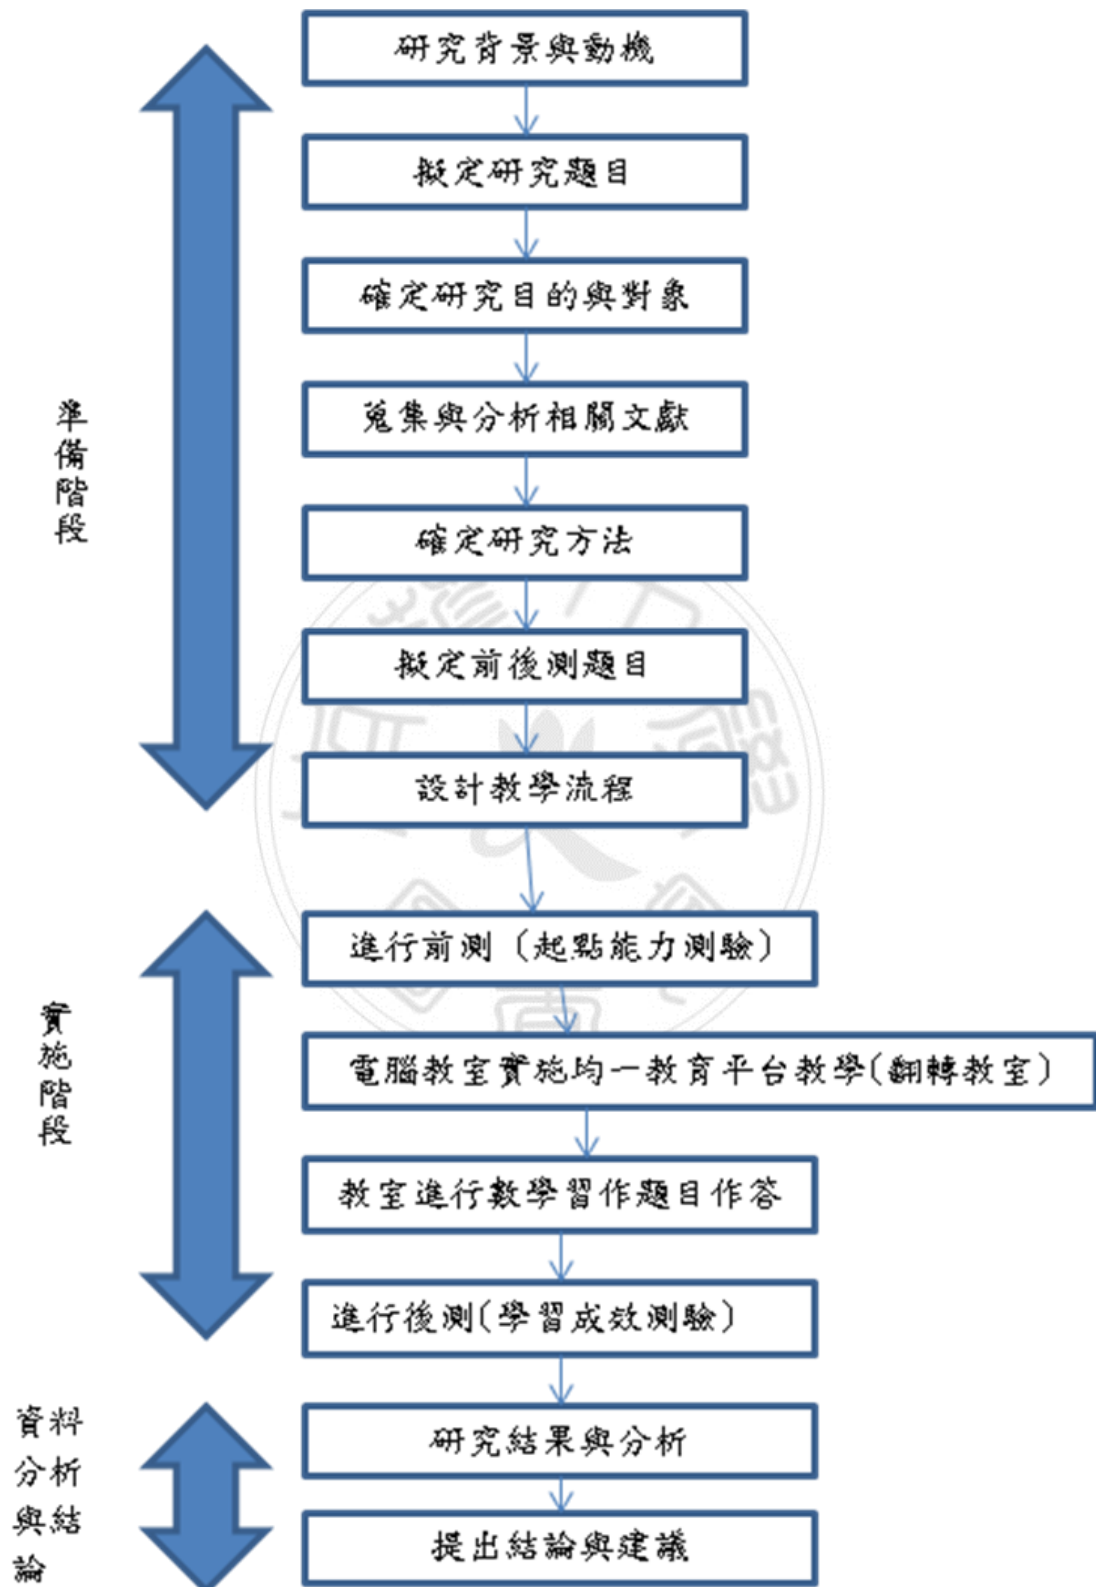 研究背景與動機
擬定研究題目
確定研究目的與對象
蒐集與分析相關文獻
確定研究方法
擬定前後測題目
設計教學流程
準備階段
進行前測〔起點能力測驗〕
電腦教室實施均一教育平台教學(翻轉教室〕
教室進行數學習作題目作答
進行後測(學習成效測驗〕
實施階段
研究結果與分析
提出結論與建議
資料
分析
與結
論